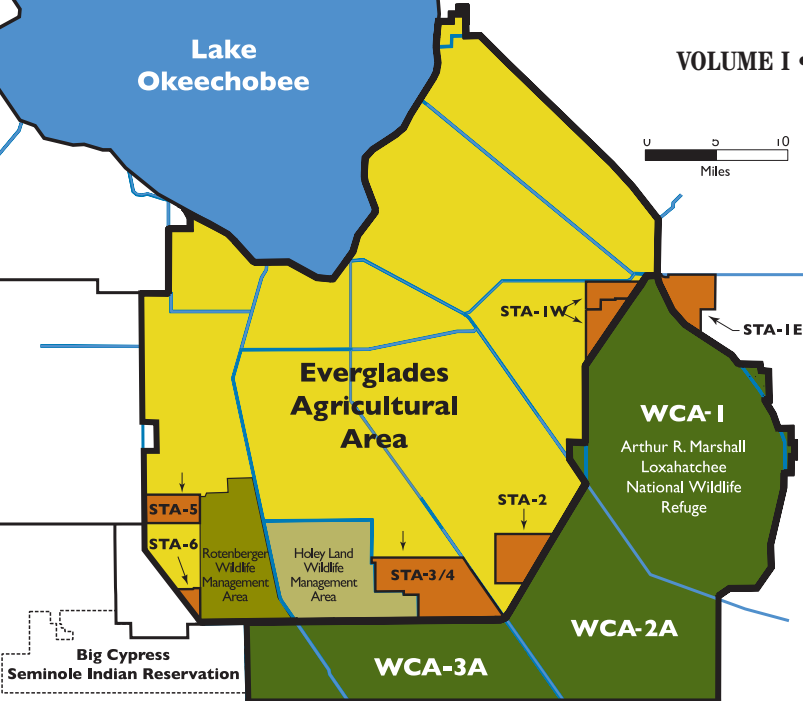 Lake
Okeechobee
VOLUME I •
0 5 10
Miles
STA-1W
STA-1E
Everglades
Agricultural
Area
WCA-1
Arthur R. Marshall
Loxahatchee
National Wildlife
Refuge
STA-5
STA-2
STA-6
Rotenberger
Wildlife
Management
Area
Holey Land
Wildlife
Management
Area
STA-3/4
WCA-2A
Big Cypress
Seminole Indian Reservation
WCA-3A